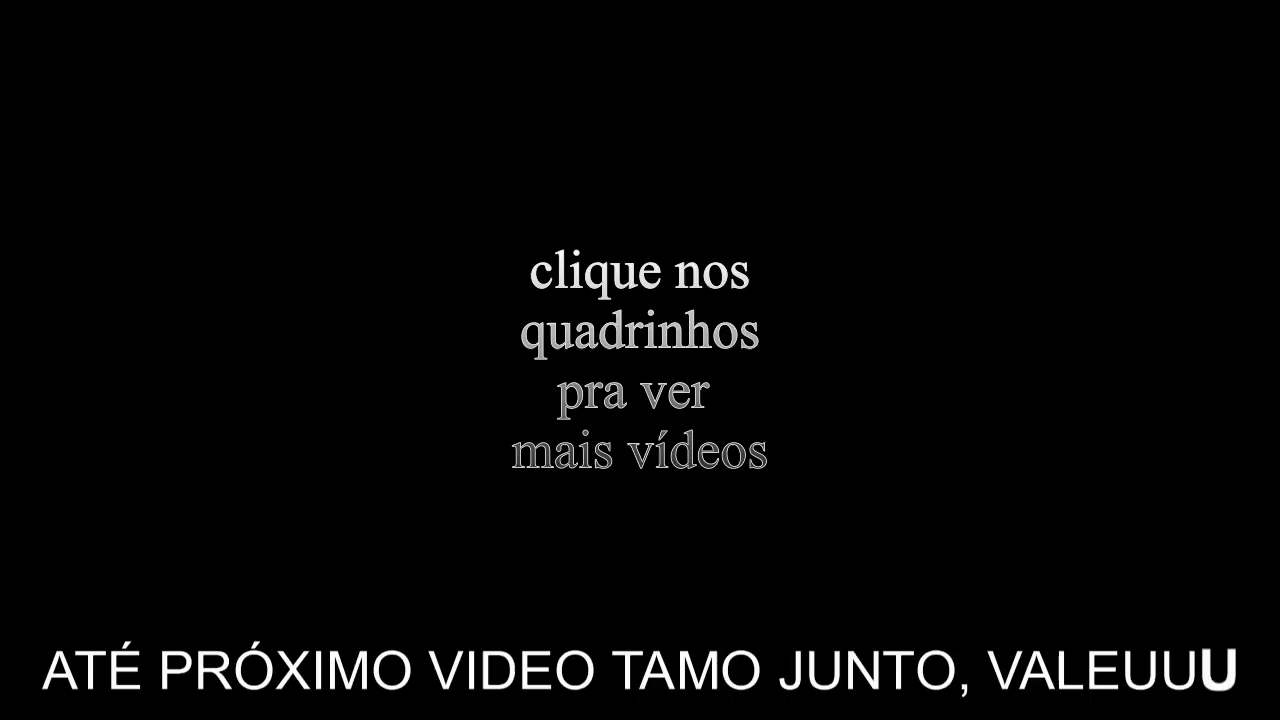 clique nos
quadrinhos
pra ver
mais vídeos
ATÉ PRÓXIMO VIDEO TAMO JUNTO, VALEUUU